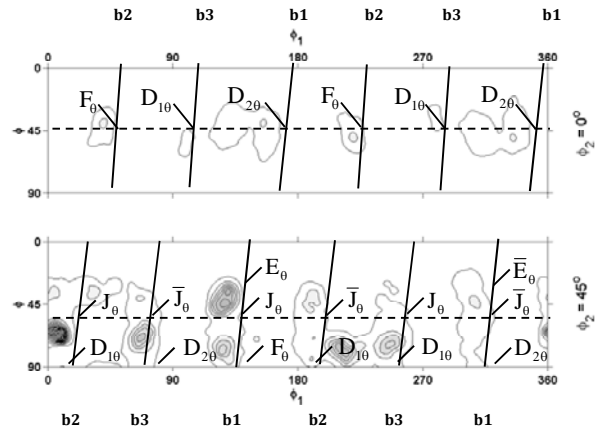 b2 b3 b1 b2 b3 b1
ϕ1
0 90 180 270 360
0
Fθ D1θ D2θ Fθ D1θ D2θ
ϕ 45
90
ϕ2 = 0°
0
Eθ E̅θ
ϕ 45 Jθ J̅θ Jθ J̅θ Jθ J̅θ
D1θ D2θ Fθ D1θ D1θ D2θ
90
ϕ2 = 45°
0 90 180 270 360
ϕ1
b2 b3 b1 b2 b3 b1